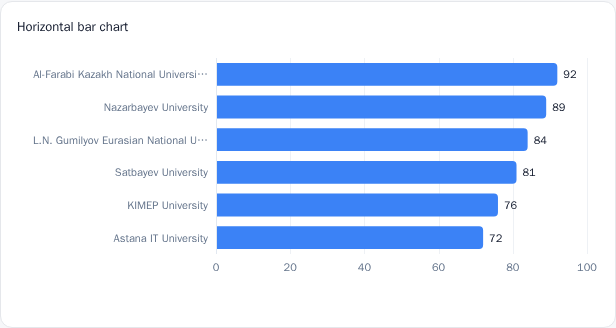 Horizontal bar chart
Al-Farabi Kazakh National Universi⋯ 92
Nazarbayev University 89
L.N. Gumilyov Eurasian National U⋯ 84
Satbayev University 81
KIMEP University 76
Astana IT University 72
0 20 40 60 80 100